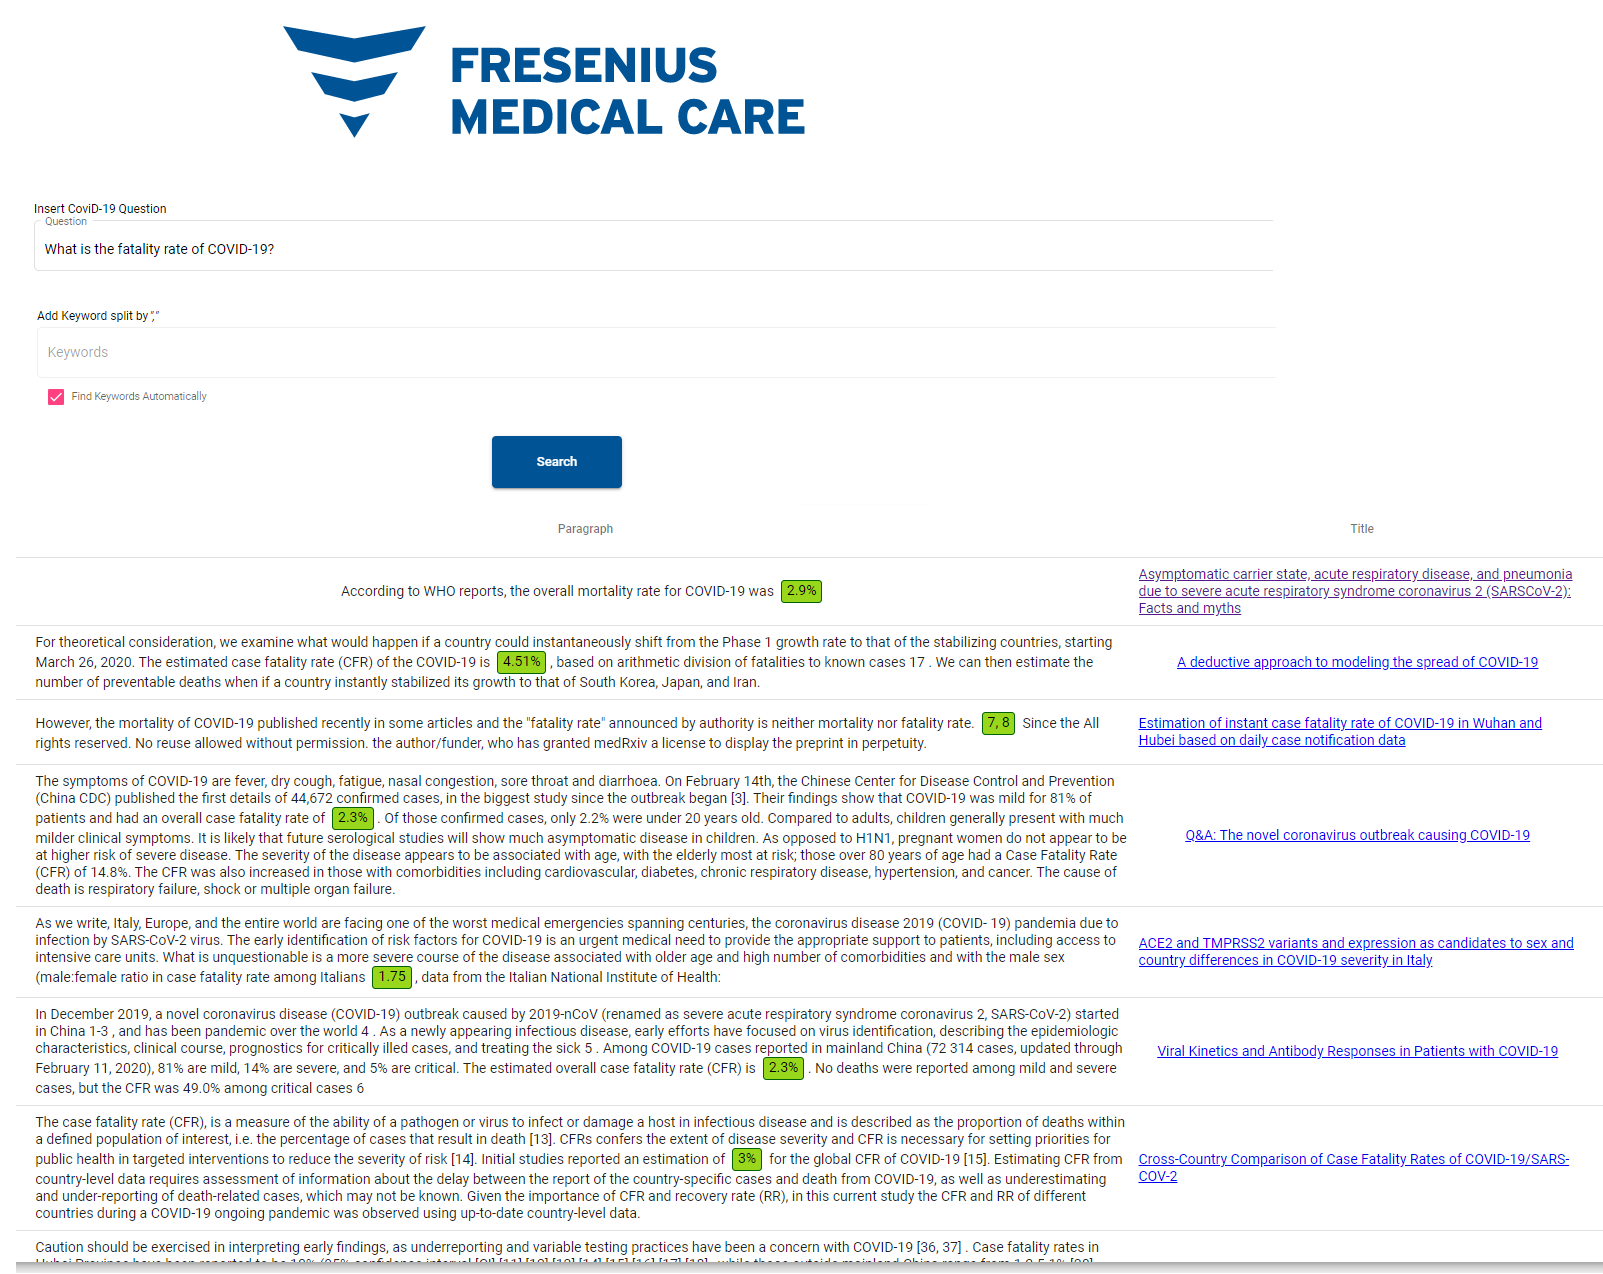 FRESENIUS
MEDICAL CARE
Insert CoviD-19 Question
Question
What is the fatality rate of COVID-19?
Add Keyword split by ","
Keywords
Find Keywords Automatically
Search
Paragraph
Title
According to WHO reports, the overall mortality rate for COVID-19 was 2.9%
Asymptomatic carrier state, acute respiratory disease, and pneumonia
due to severe acute respiratory syndrome coronavirus 2 (SARSCoV-2):
Facts and myths
For theoretical consideration, we examine what would happen if a country could instantaneously shift from the Phase 1 growth rate to that of the stabilizing countries, starting
March 26, 2020. The estimated case fatality rate (CFR) of the COVID-19 is 4.51% , based on arithmetic division of fatalities to known cases 17 . We can then estimate the
number of preventable deaths when if a country instantly stabilized its growth to that of South Korea, Japan, and Iran.
A deductive approach to modeling the spread of COVID-19
However, the mortality of COVID-19 published recently in some articles and the "fatality rate" announced by authority is neither mortality nor fatality rate. 7, 8 Since the All
rights reserved. No reuse allowed without permission. the author/funder, who has granted medRxiv a license to display the preprint in perpetuity.
Estimation of instant case fatality rate of COVID-19 in Wuhan and
Hubei based on daily case notification data
The symptoms of COVID-19 are fever, dry cough, fatigue, nasal congestion, sore throat and diarrhoea. On February 14th, the Chinese Center for Disease Control and Prevention
(China CDC) published the first details of 44,672 confirmed cases, in the biggest study since the outbreak began [3]. Their findings show that COVID-19 was mild for 81% of
patients and had an overall case fatality rate of 2.3% . Of those confirmed cases, only 2.2% were under 20 years old. Compared to adults, children generally present with much
milder clinical symptoms. It is likely that future serological studies will show much asymptomatic disease in children. As opposed to H1N1, pregnant women do not appear to be
at higher risk of severe disease. The severity of the disease appears to be associated with age, with the elderly most at risk; those over 80 years of age had a Case Fatality Rate
(CFR) of 14.8%. The CFR was also increased in those with comorbidities including cardiovascular, diabetes, chronic respiratory disease, hypertension, and cancer. The cause of
death is respiratory failure, shock or multiple organ failure.
Q&A: The novel coronavirus outbreak causing COVID-19
As we write, Italy, Europe, and the entire world are facing one of the worst medical emergencies spanning centuries, the coronavirus disease 2019 (COVID- 19) pandemia due to
infection by SARS-CoV-2 virus. The early identification of risk factors for COVID-19 is an urgent medical need to provide the appropriate support to patients, including access to
intensive care units. What is unquestionable is a more severe course of the disease associated with older age and high number of comorbidities and with the male sex
(male:female ratio in case fatality rate among Italians 1.75 , data from the Italian National Institute of Health:
ACE2 and TMPRSS2 variants and expression as candidates to sex and
country differences in COVID-19 severity in Italy
In December 2019, a novel coronavirus disease (COVID-19) outbreak caused by 2019-nCoV (renamed as severe acute respiratory syndrome coronavirus 2, SARS-CoV-2) started
in China 1-3 , and has been pandemic over the world 4 . As a newly appearing infectious disease, early efforts have focused on virus identification, describing the epidemiologic
characteristics, clinical course, prognostics for critically illed cases, and treating the sick 5 . Among COVID-19 cases reported in mainland China (72 314 cases, updated through
February 11, 2020), 81% are mild, 14% are severe, and 5% are critical. The estimated overall case fatality rate (CFR) is 2.3% . No deaths were reported among mild and severe
cases, but the CFR was 49.0% among critical cases 6
Viral Kinetics and Antibody Responses in Patients with COVID-19
The case fatality rate (CFR), is a measure of the ability of a pathogen or virus to infect or damage a host in infectious disease and is described as the proportion of deaths within
a defined population of interest, i.e. the percentage of cases that result in death [13]. CFRs confers the extent of disease severity and CFR is necessary for setting priorities for
public health in targeted interventions to reduce the severity of risk [14]. Initial studies reported an estimation of 3% for the global CFR of COVID-19 [15]. Estimating CFR from
country-level data requires assessment of information about the delay between the report of the country-specific cases and death from COVID-19, as well as underestimating
and under-reporting of death-related cases, which may not be known. Given the importance of CFR and recovery rate (RR), in this current study the CFR and RR of different
countries during a COVID-19 ongoing pandemic was observed using up-to-date country-level data.
Cross-Country Comparison of Case Fatality Rates of COVID-19/SARS-
COV-2
Caution should be exercised in interpreting early findings, as underreporting and variable testing practices have been a concern with COVID-19 [36, 37] . Case fatality rates in